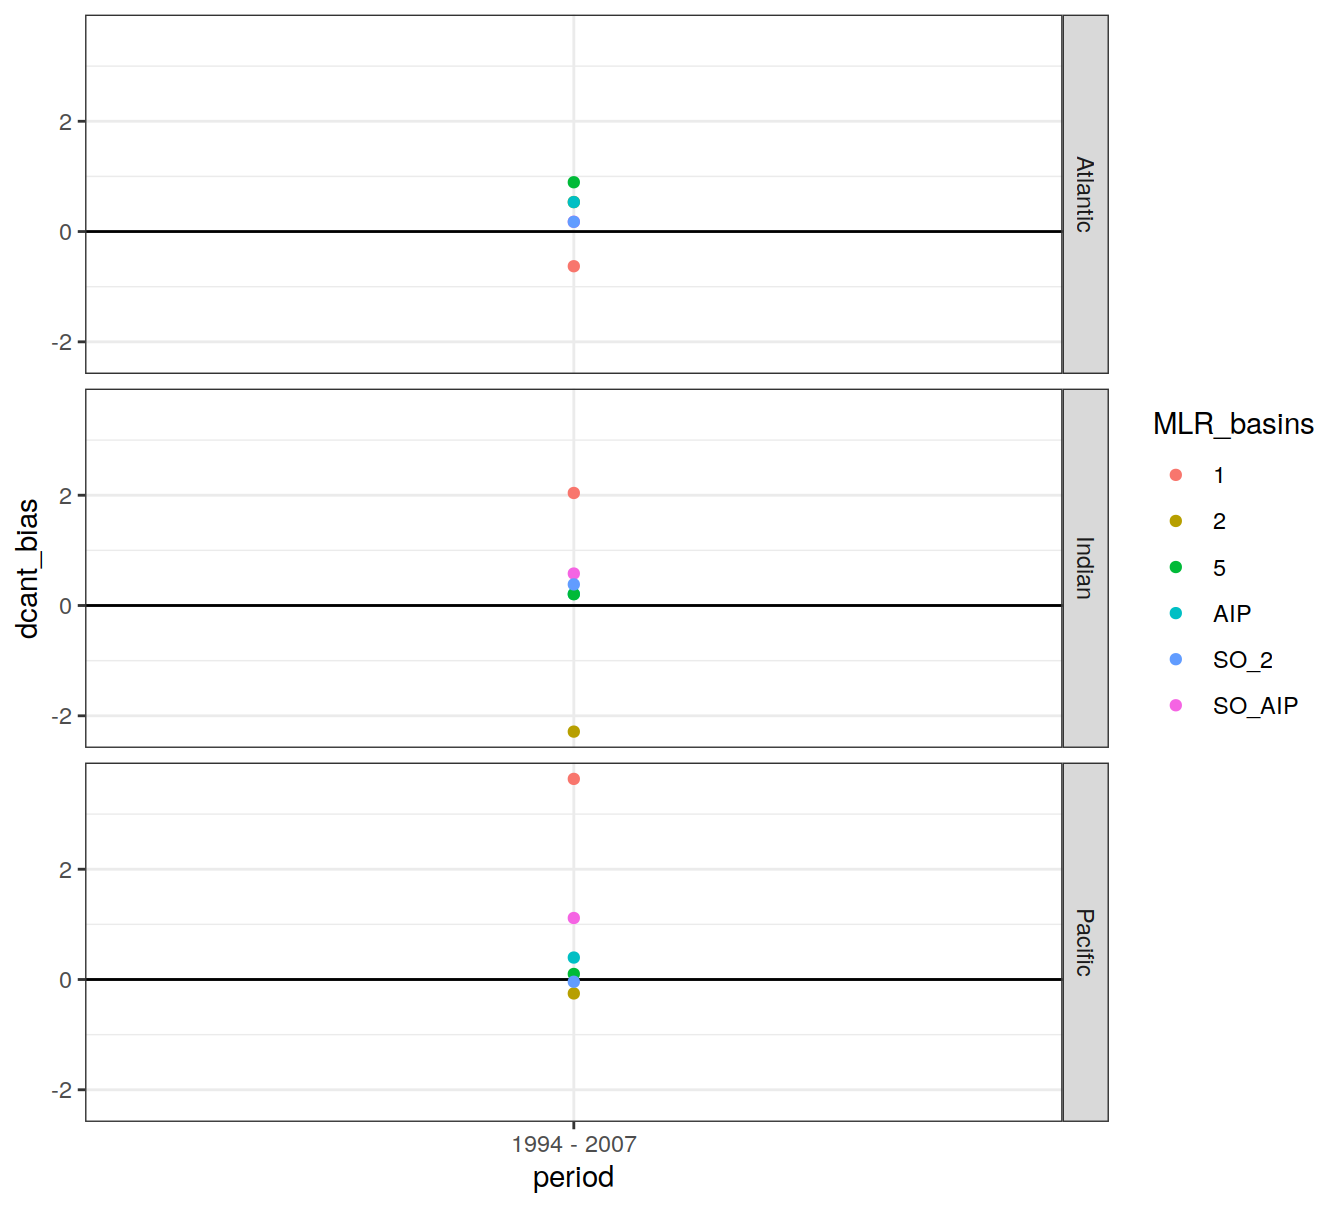 2
0
-2
Atlantic
2
0
-2
Indian
2
0
-2
Pacific
dcant_bias
1994 - 2007
period
MLR_basins
1
2
5
AIP
SO_2
SO_AIP